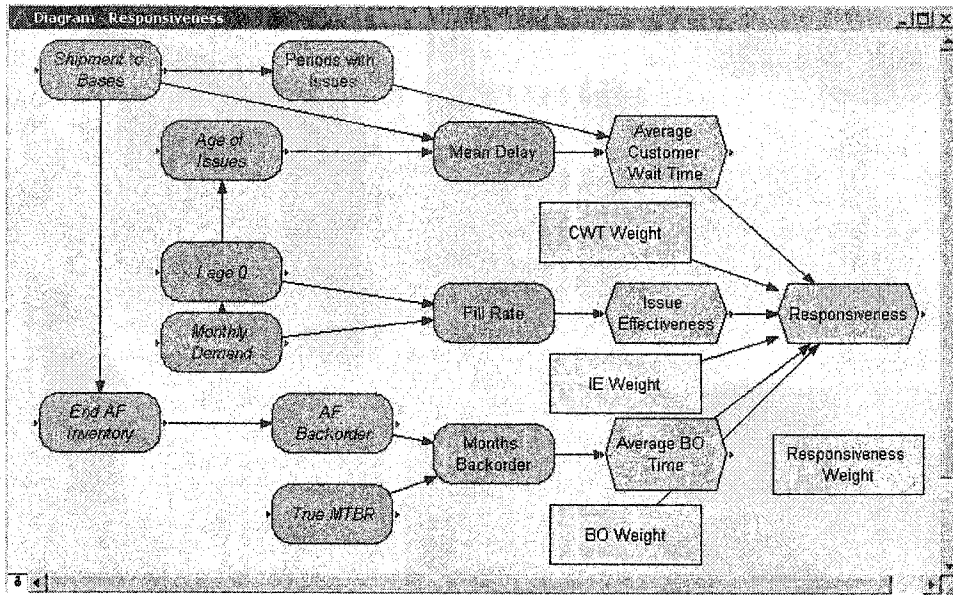 Diagram - Responsiveness
Shipment to
Bases
Periods with
Issues
Age of
Issues
Mean Delay
Average
Customer
Wait Time
CWT Weight
I age 0
Monthly
Demand
Fill Rate
Issue
Effectiveness
Responsiveness
IE Weight
End AF
Inventory
AF
Backorder
Months
Backorder
Average BO
Time
Responsiveness
Weight
True MTBR
BO Weight